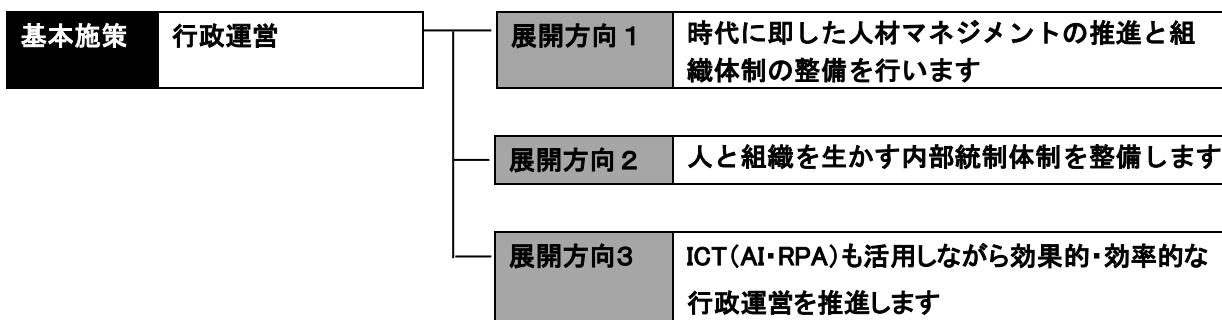 基本施策 行政運営
展開方向１ 時代に即した人材マネジメントの推進と組
織体制の整備を行います
展開方向２ 人と組織を生かす内部統制体制を整備します
展開方向3 ICT（AI・RPA）も活用しながら効果的・効率的な
行政運営を推進します